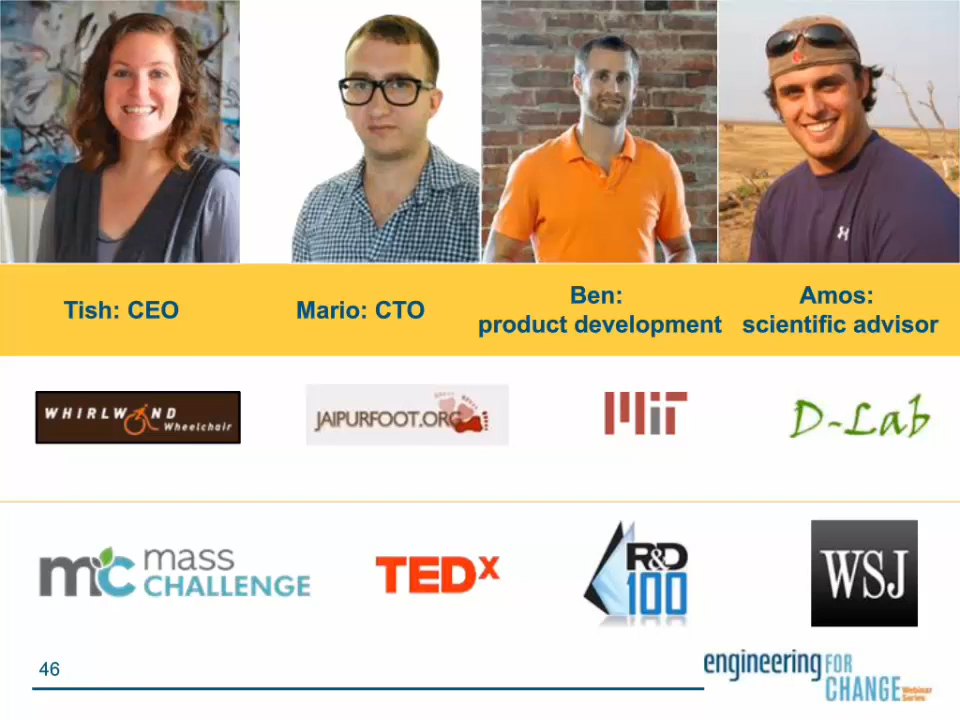 Tish: CEO
Mario: CTO
Ben:
product development
Amos:
scientific advisor
WHIRLWIND
Wheelchair
JAIPURFOOT.ORG
MIT
D-Lab
mc mass
CHALLENGE
TEDx
R&D
100
WSJ
46
engineering FOR
CHANGE Webinar
Series